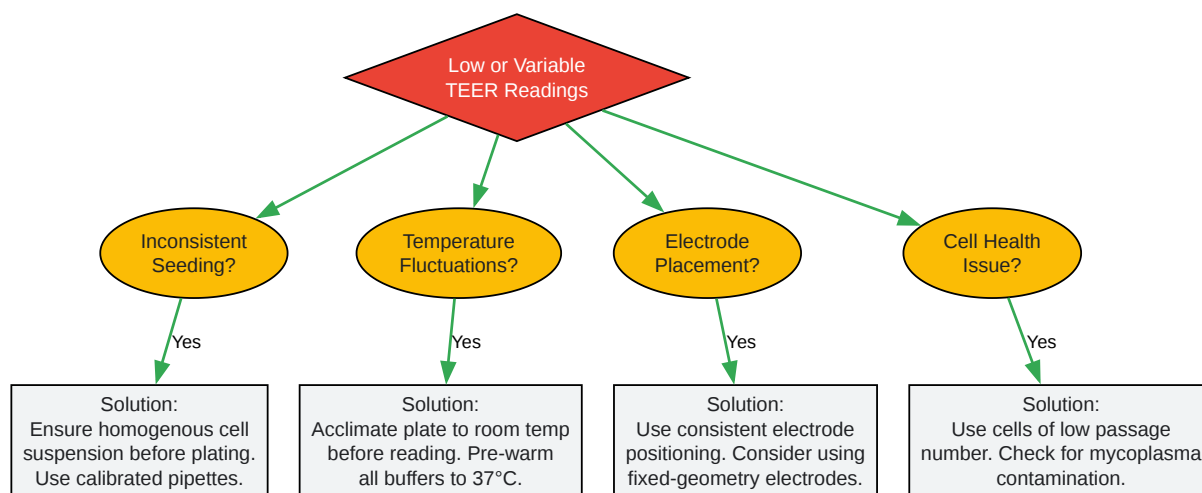 Low or Variable
TEER Readings
Inconsistent
Seeding?
Temperature
Fluctuations?
Electrode
Placement?
Cell Health
Issue?
Yes
Yes
Yes
Yes
Solution:
Ensure homogenous cell
suspension before plating.
Use calibrated pipettes.
Solution:
Acclimate plate to room temp
before reading. Pre-warm
all buffers to 37°C.
Solution:
Use consistent electrode
positioning. Consider using
fixed-geometry electrodes.
Solution:
Use cells of low passage
number. Check for mycoplasma
contamination.